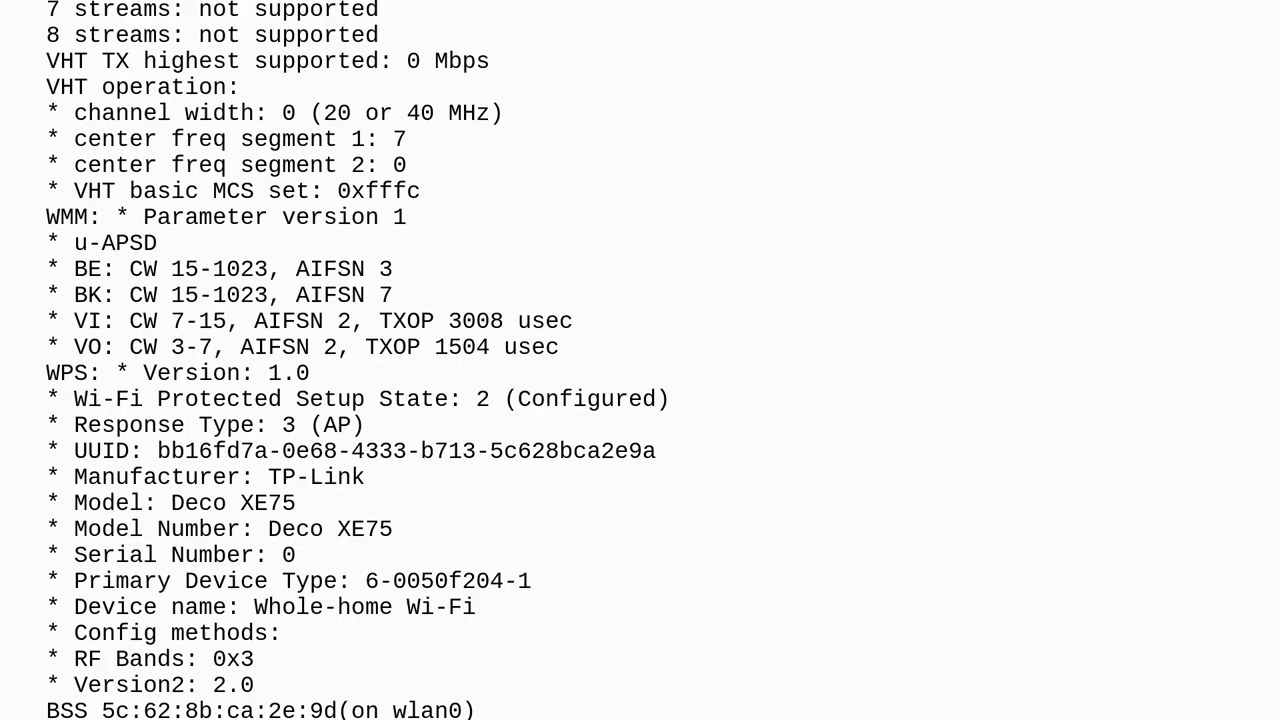 7 streams: not supported
8 streams: not supported
VHT TX highest supported: 0 Mbps
VHT operation:
* channel width: 0 (20 or 40 MHz)
* center freq segment 1: 7
* center freq segment 2: 0
* VHT basic MCS set: 0xfffc
WMM: * Parameter version 1
* u-APSD
* BE: CW 15-1023, AIFSN 3
* BK: CW 15-1023, AIFSN 7
* VI: CW 7-15, AIFSN 2, TXOP 3008 usec
* VO: CW 3-7, AIFSN 2, TXOP 1504 usec
WPS: * Version: 1.0
* Wi-Fi Protected Setup State: 2 (Configured)
* Response Type: 3 (AP)
* UUID: bb16fd7a-0e68-4333-b713-5c628bca2e9a
* Manufacturer: TP-Link
* Model: Deco XE75
* Model Number: Deco XE75
* Serial Number: 0
* Primary Device Type: 6-0050f204-1
* Device name: Whole-home Wi-Fi
* Config methods:
* RF Bands: 0x3
* Version2: 2.0
BSS 5c:62:8b:ca:2e:9d(on wlan0)